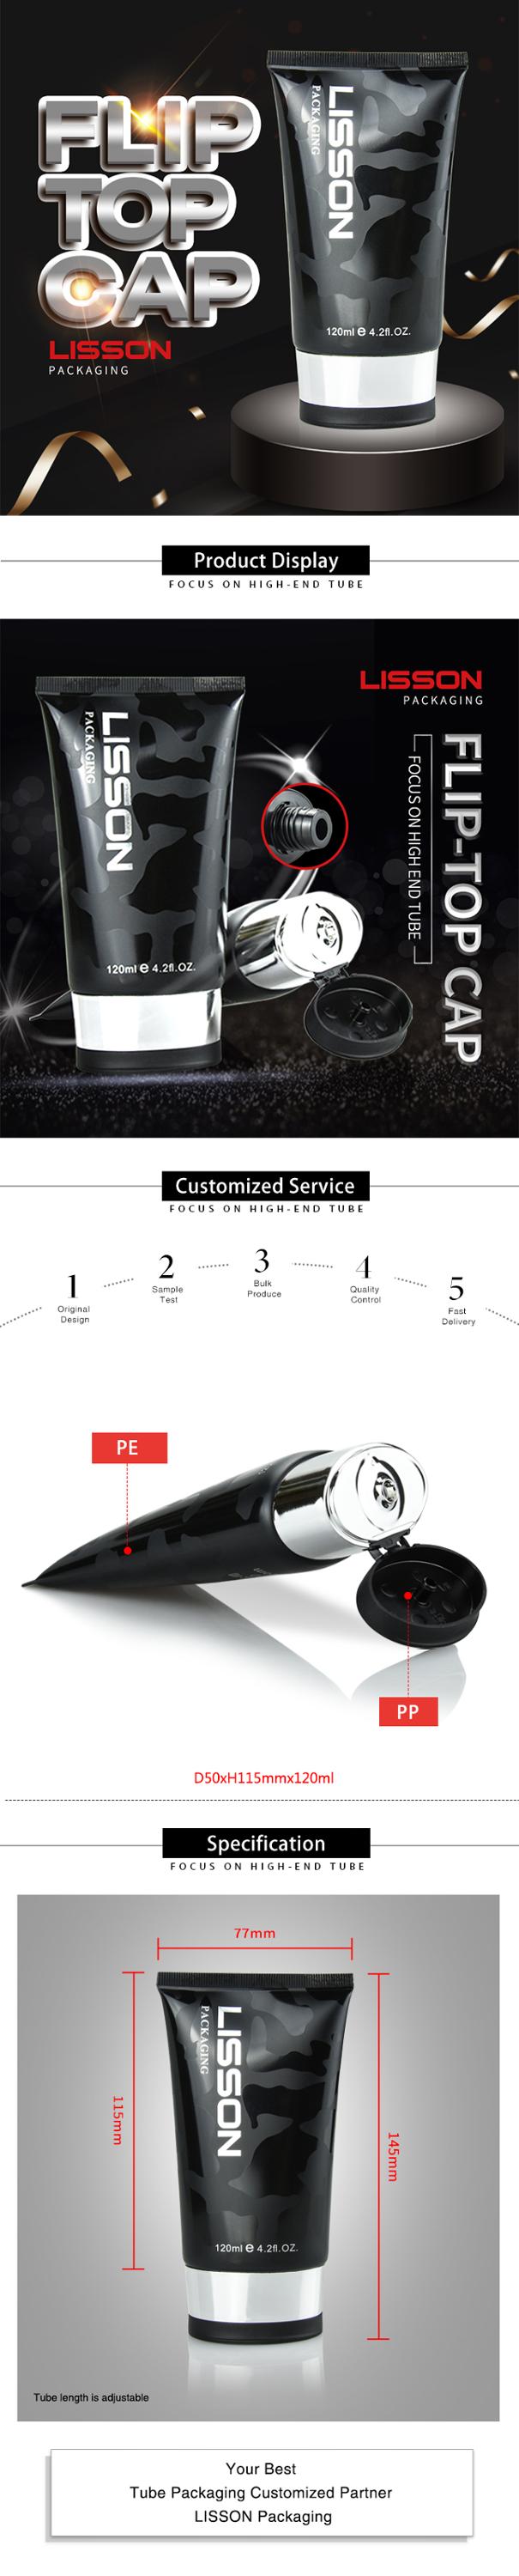 FLIP
TOP
CAP
LISSON
PACKAGING
LISSON
PACKAGING
120ml e 4.2fl.OZ.
Product Display
FOCUS ON HIGH-END TUBE
LISSON
PACKAGING
FLIP-TOP CAP
FOCUS ON HIGH END TUBE
LISSON
PACKAGING
120ml e 4.2fl.OZ.
Customized Service
FOCUS ON HIGH-END TUBE
1
Original
Design
2
Sample
Test
3
Bulk
Produce
4
Quality
Control
5
Fast
Delivery
PE
PP
D50xH115mmx120ml
Specification
FOCUS ON HIGH-END TUBE
77mm
115mm
145mm
LISSON
PACKAGING
120ml e 4.2fl.OZ.
Tube length is adjustable
Your Best
Tube Packaging Customized Partner
LISSON Packaging